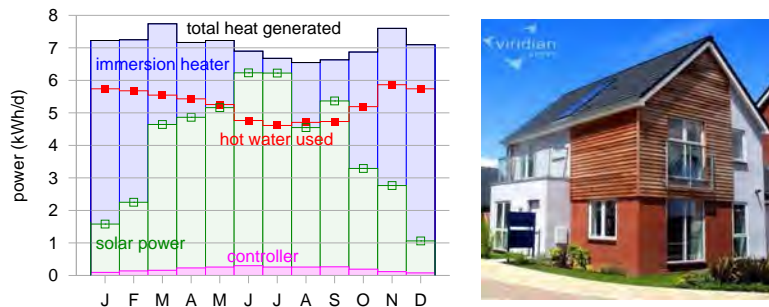 8
7
6
5
4
3
2
1
0
power (kWh/d)
total heat generated
immersion heater
hot water used
solar power
controller
J F M A M J J A S O N D
viridian